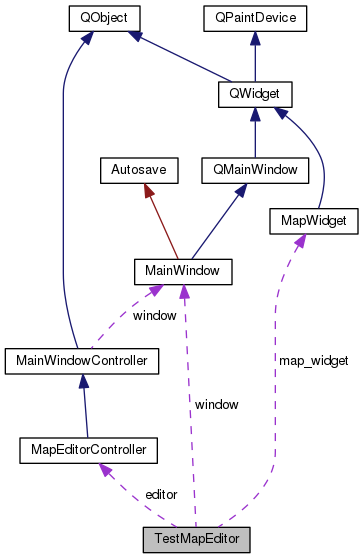 QObject
QPaintDevice
QWidget
Autosave
QMainWindow
MapWidget
MainWindow
window
MainWindowController
map_widget
window
MapEditorController
editor
TestMapEditor